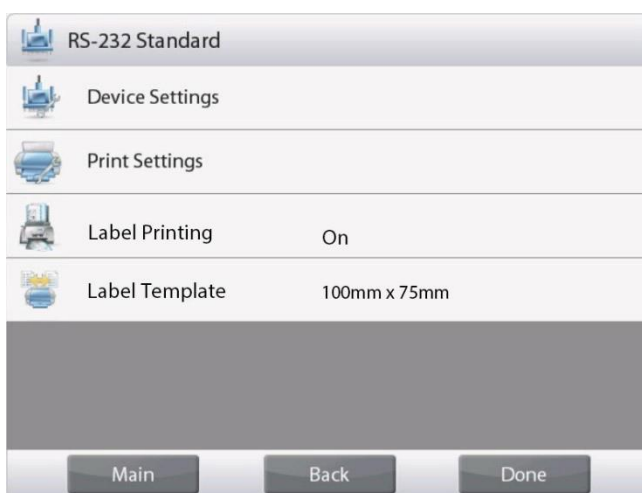 RS-232 Standard
Device Settings
Print Settings
Label Printing On
Label Template 100mm x 75mm
Main Back Done